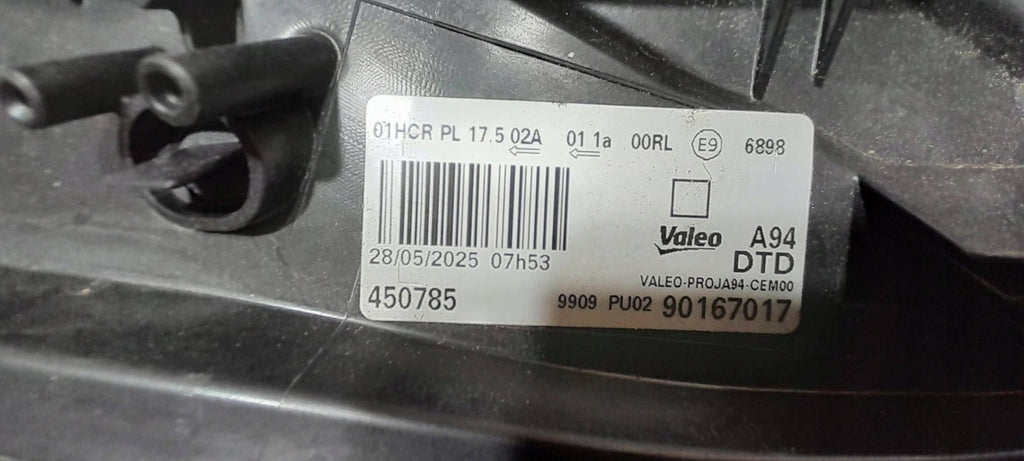 01HCR PL 17.5 02A 01 1a 00RL E9 6898
Valeo A94
28/05/2025 07h53 DTD
VALEO-PROJA94-CEM00
450785 9909 PU02 90167017